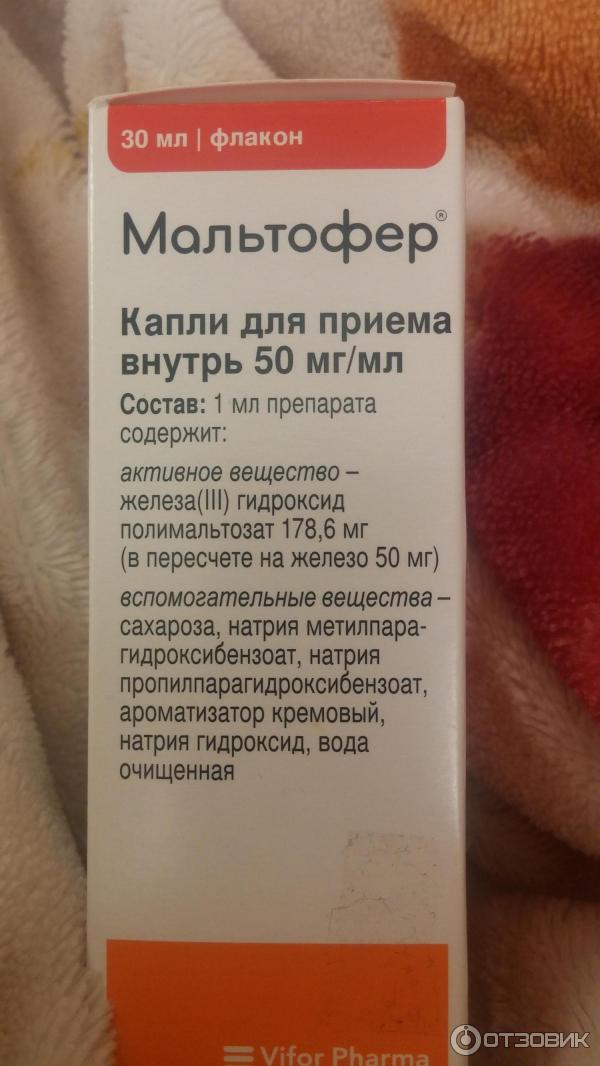 30 мл | флакон
Мальтофер®
Капли для приема
внутрь 50 мг/мл
Состав: 1 мл препарата
содержит:
активное вещество –
железа(III) гидроксид
полимальтозат 178,6 мг
(в пересчете на железо 50 мг)
вспомогательные вещества –
сахароза, натрия метилпара-
гидроксибензоат, натрия
пропилпарагидроксибензоат,
ароматизатор кремовый,
натрия гидроксид, вода
очищенная
Vifor Pharma
ОТЗОВИК